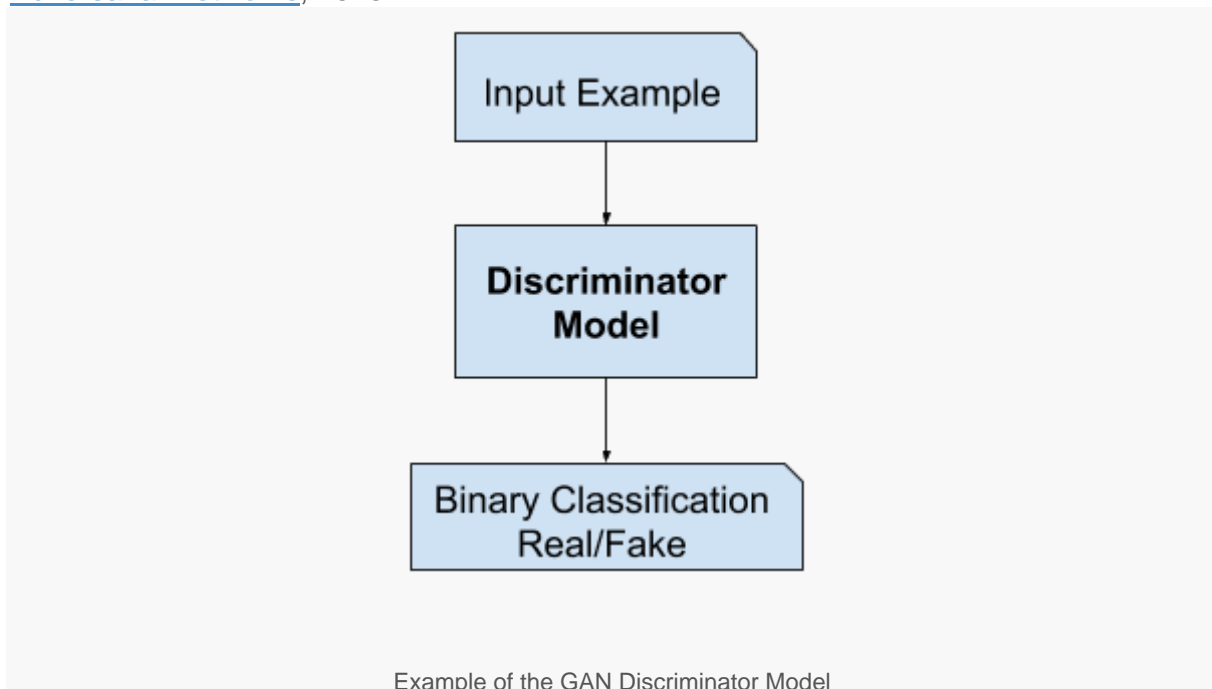 Input Example
Discriminator
Model
Binary Classification
Real/Fake
Example of the GAN Discriminator Model